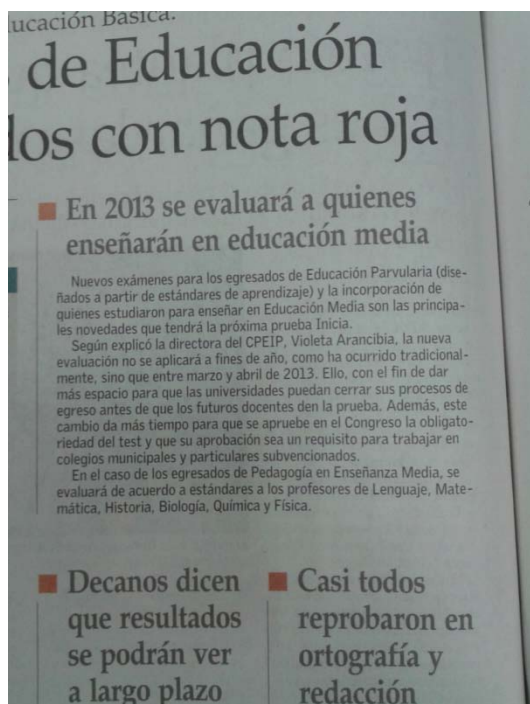 ucación Básica.
de Educación
los con nota roja
En 2013 se evaluará a quienes
enseñarán en educación media
Nuevos exámenes para los egresados de Educación Parvularia (dise-
ñados a partir de estándares de aprendizaje) y la incorporación de
quienes estudiaron para enseñar en Educación Media son las principa-
les novedades que tendrá la próxima prueba Inicia.
Según explicó la directora del CPEIP, Violeta Arancibia, la nueva
evaluación no se aplicará a fines de año, como ha ocurrido tradicional-
mente, sino que entre marzo y abril de 2013. Ello, con el fin de dar
más espacio para que las universidades puedan cerrar sus procesos de
egreso antes de que los futuros docentes den la prueba. Además, este
cambio da más tiempo para que se apruebe en el Congreso la obligato-
riedad del test y que su aprobación sea un requisito para trabajar en
colegios municipales y particulares subvencionados.
En el caso de los egresados de Pedagogía en Enseñanza Media, se
evaluará de acuerdo a estándares a los profesores de Lenguaje, Mate-
mática, Historia, Biología, Química y Física.
Decanos dicen
que resultados
se podrán ver
a largo plazo
Casi todos
reprobaron en
ortografía y
redacción